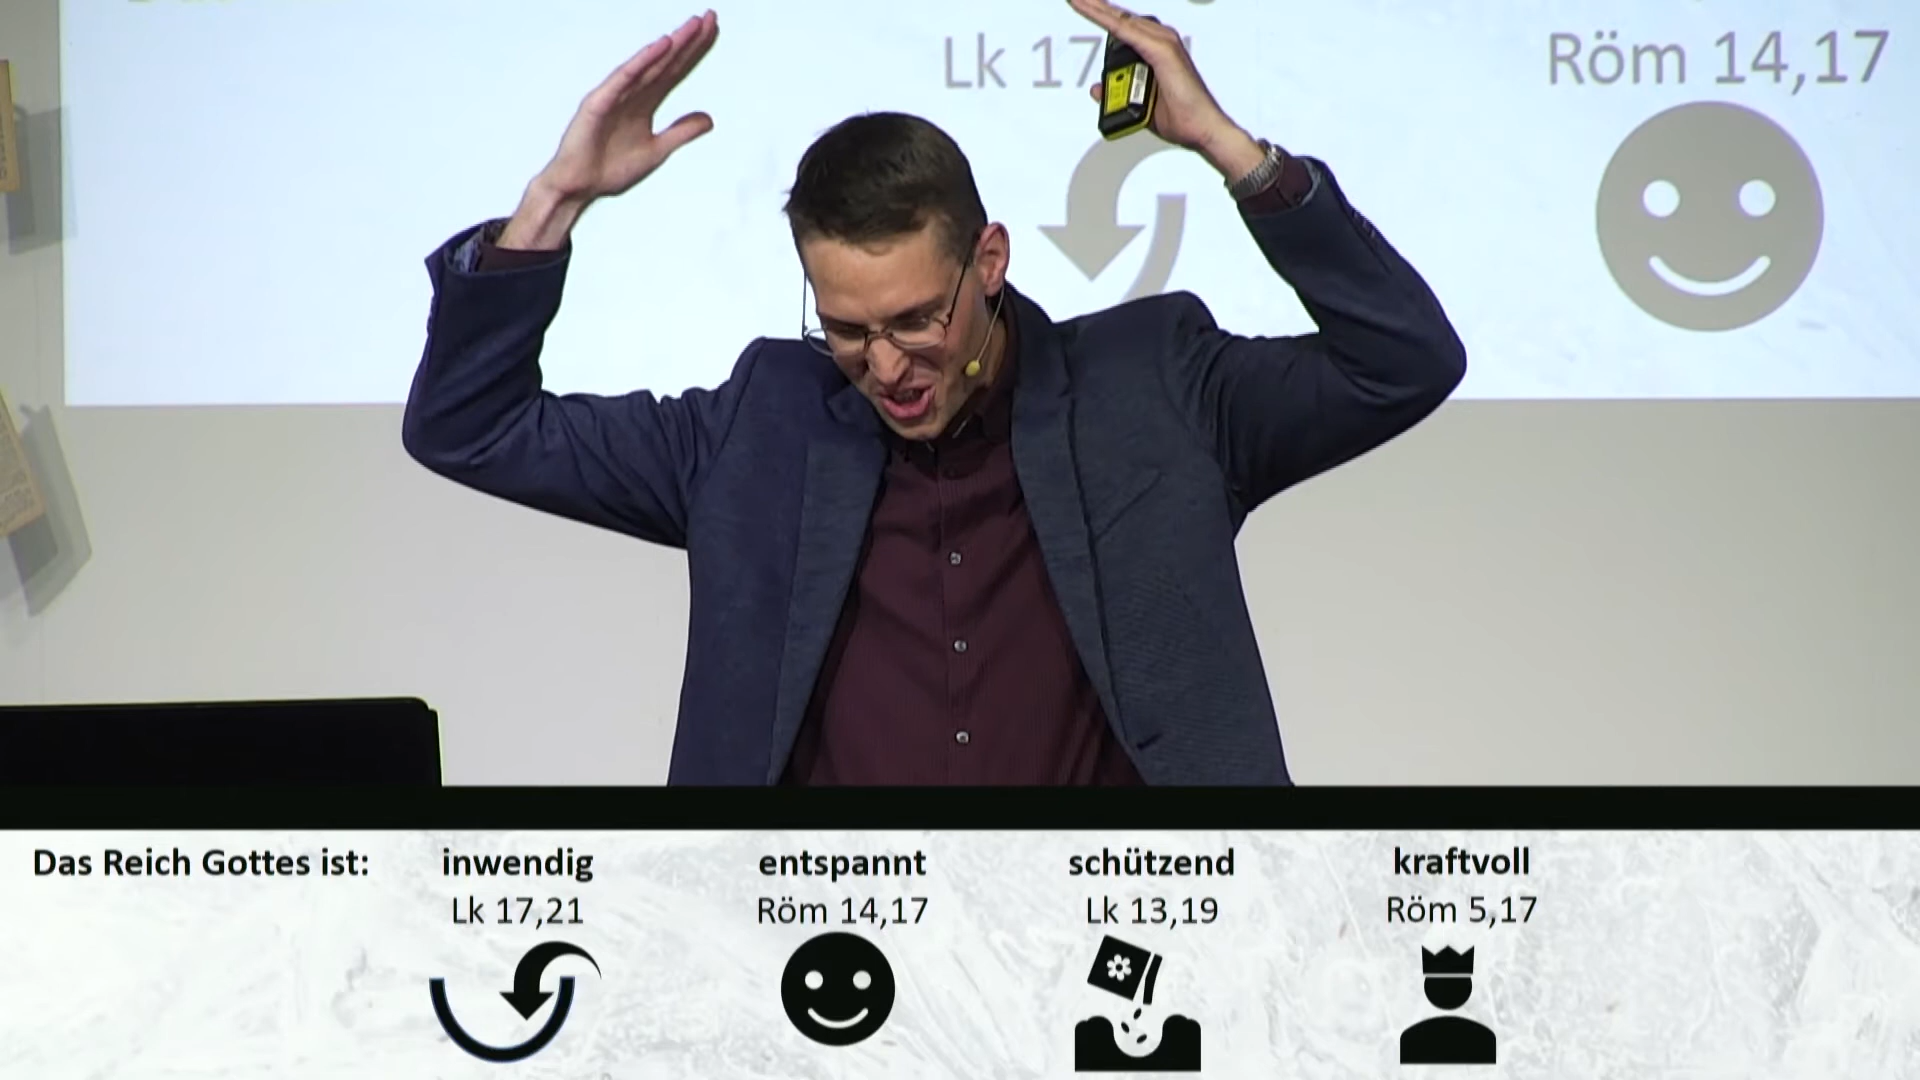 Lk 17
Röm 14,17
Das Reich Gottes ist:
inwendig
Lk 17,21
entspannt
Röm 14,17
schützend
Lk 13,19
kraftvoll
Röm 5,17